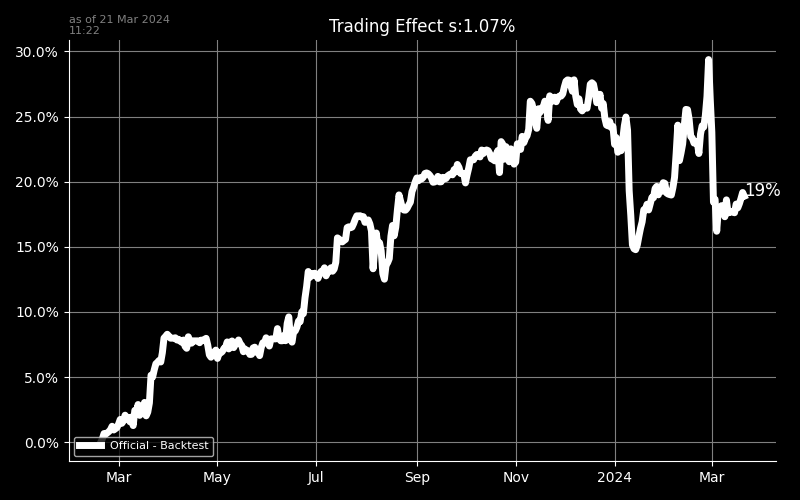 as of 21 Mar 2024
11:22
Trading Effect s:1.07%
30.0%
25.0%
20.0%
15.0%
10.0%
5.0%
0.0%
19%
Official - Backtest
Mar May Jul Sep Nov 2024 Mar